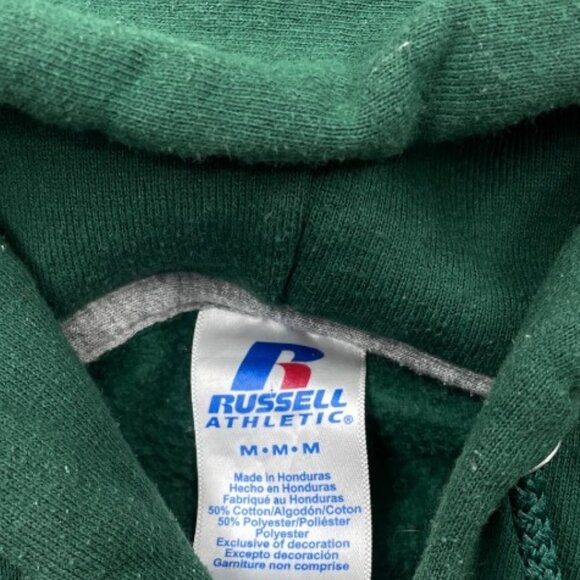 R
RUSSELL
ATHLETIC®
M•M•M
Made in Honduras
Hecho en Honduras
Fabriqué au Honduras
50% Cotton/Algodón/Coton
50% Polyester/Poliéster
Polyester
Exclusive of decoration
Excepto decoración
Garniture non comprise